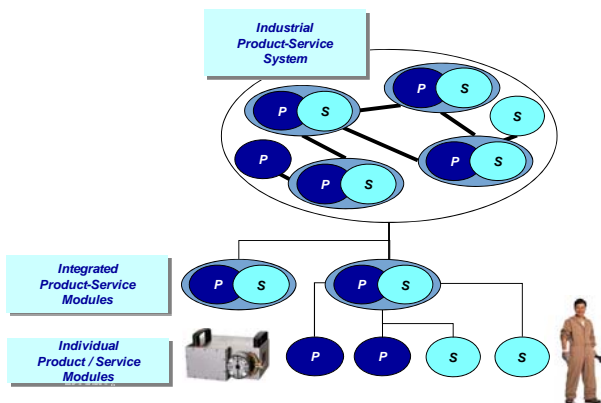 Industrial
Product-Service
System
P S
S
P S
P
P S
P S
Integrated
Product-Service
Modules
P S
P S
Individual
Product / Service
Modules
P P S S